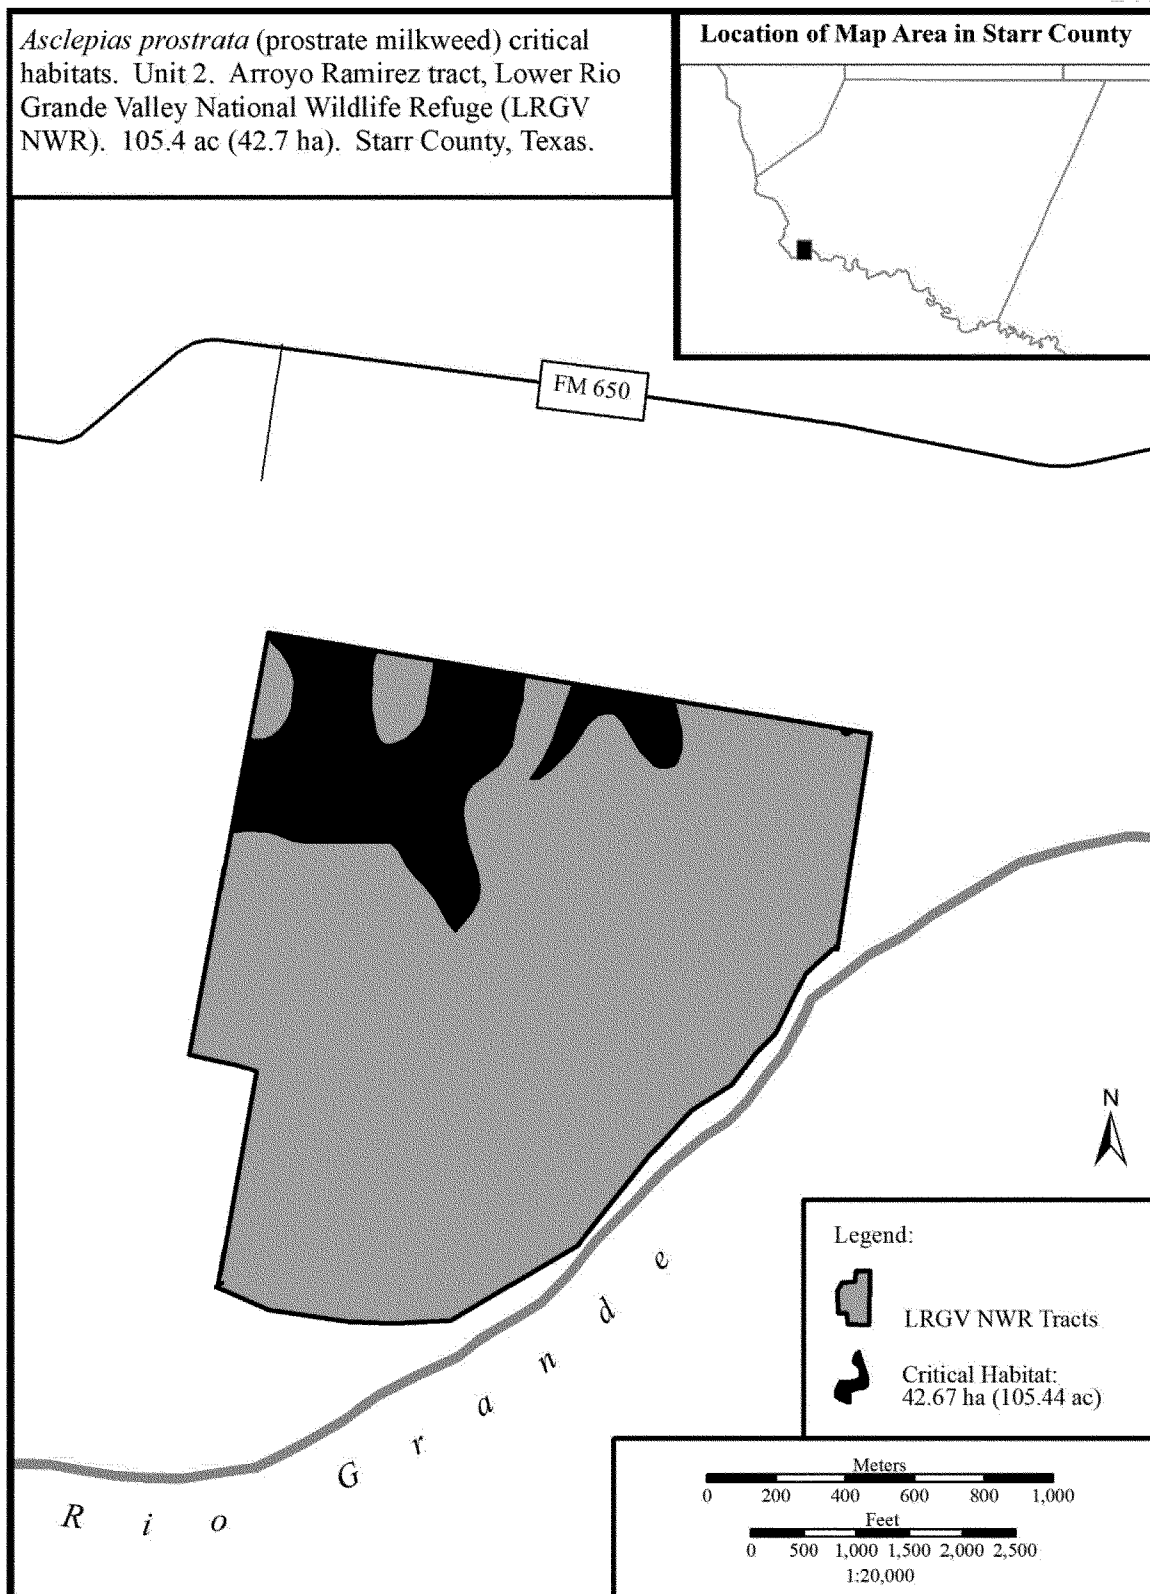 Asclepias prostrata (prostrate milkweed) critical
habitats.  Unit 2.  Arroyo Ramirez tract, Lower Rio
Grande Valley National Wildlife Refuge (LRGV
NWR).  105.4 ac (42.7 ha).  Starr County, Texas.
Location of Map Area in Starr County
FM 650
Rio Grande
N
Legend:
LRGV NWR Tracts
Critical Habitat:
42.67 ha (105.44 ac)
Meters
0 200 400 600 800 1,000
Feet
0 500 1,000 1,500 2,000 2,500
1:20,000